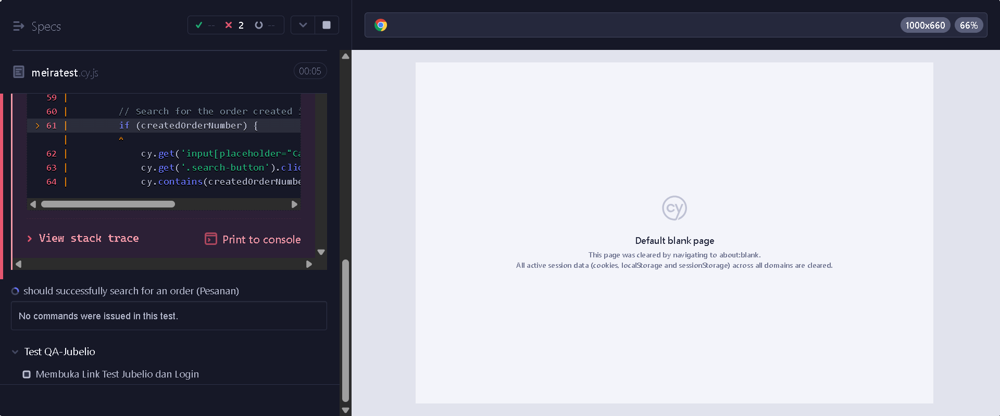 Specs
-- 2 --
1000x660 66%
meiratest.cy.js
00:05
59 |
60 | // Search for the order created
> 61 | if (createdOrderNumber) {
| ^
62 | cy.get('input[placeholder="Ca
63 | cy.get('.search-button').clic
64 | cy.contains(createdOrderNumbe
> View stack trace
Print to console
should successfully search for an order (Pesanan)
No commands were issued in this test.
Test QA-Jubelio
Membuka Link Test Jubelio dan Login
cy
Default blank page
This page was cleared by navigating to about:blank.
All active session data (cookies, localStorage and sessionStorage) across all domains are cleared.